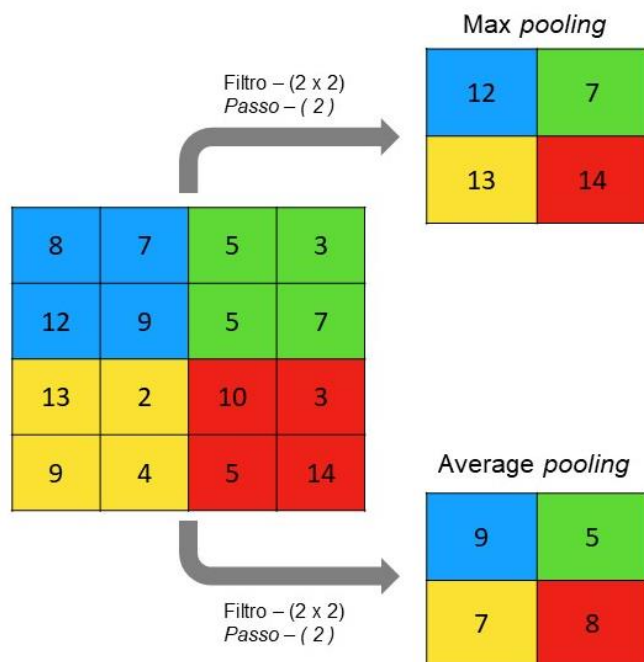 Max pooling
Filtro – (2 x 2)
Passo – ( 2 )
12 7
13 14
8 7 5 3
12 9 5 7
13 2 10 3
9 4 5 14
Average pooling
9 5
7 8
Filtro – (2 x 2)
Passo – ( 2 )